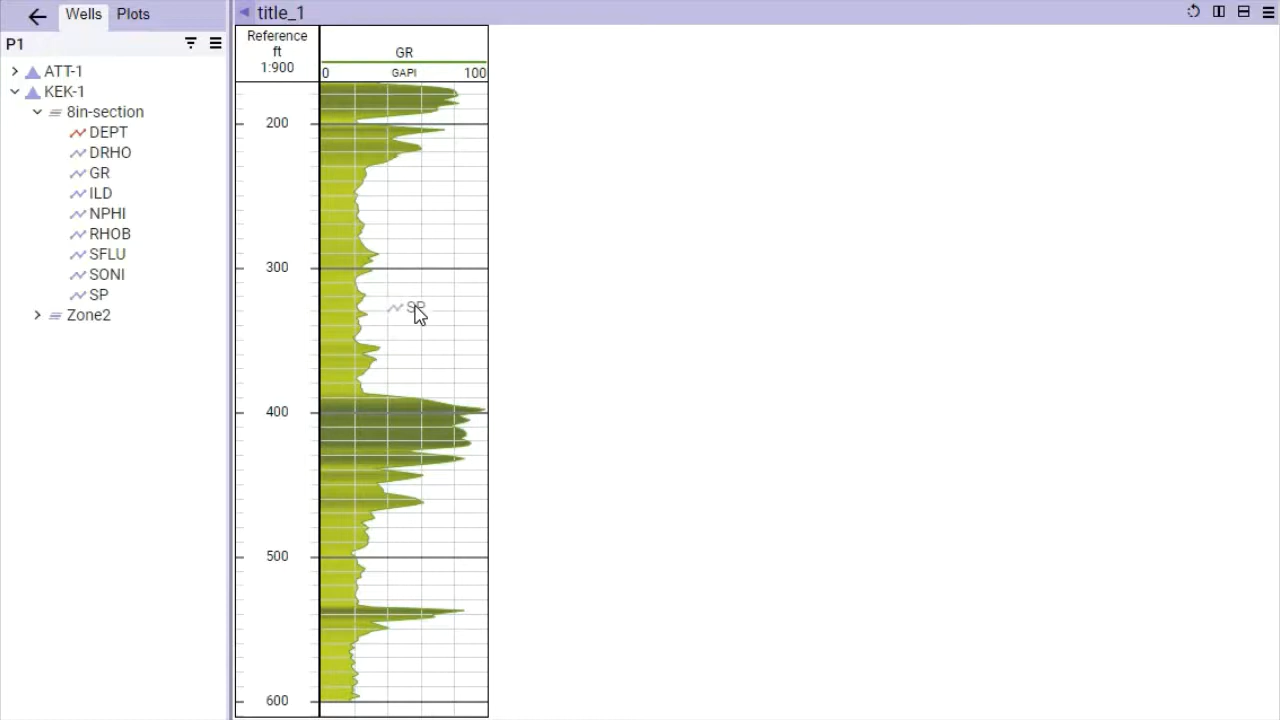 Wells Plots
title_1
P1
ATT-1
KEK-1
8in-section
DEPT
DRHO
GR
ILD
NPHI
RHOB
SFLU
SONI
SP
Zone2
Reference
ft
1:900
GR
0 GAPI 100
200
300
SP
400
500
600